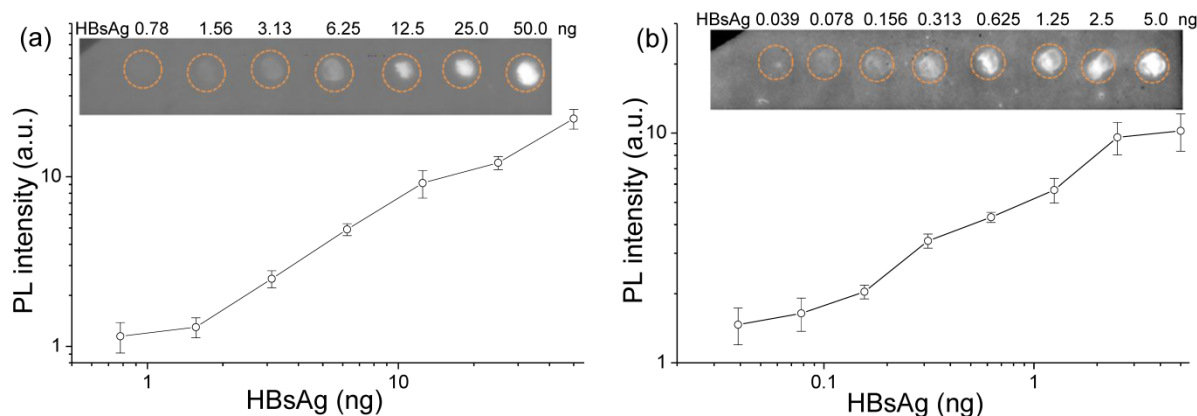 (a)
HBsAg 0.78 1.56 3.13 6.25 12.5 25.0 50.0 ng
PL intensity (a.u.)
10
1
1 10
HBsAg (ng)
(b)
HBsAg 0.039 0.078 0.156 0.313 0.625 1.25 2.5 5.0 ng
PL intensity (a.u.)
10
1
0.1 1
HBsAg (ng)